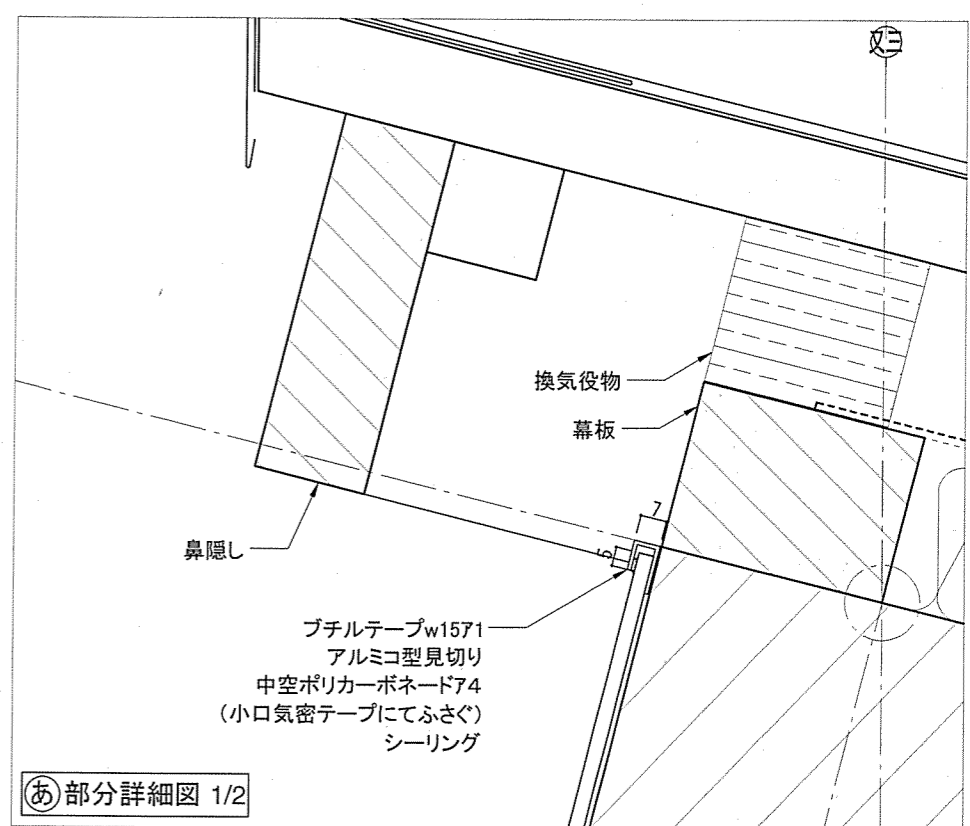 又三
換気役物
幕板
7
5
鼻隠し
ブチルテープw15ア1
アルミコ型見切り
中空ポリカーボネードア4
(小口気密テープにてふさぐ)
シーリング
あ部分詳細図 1/2